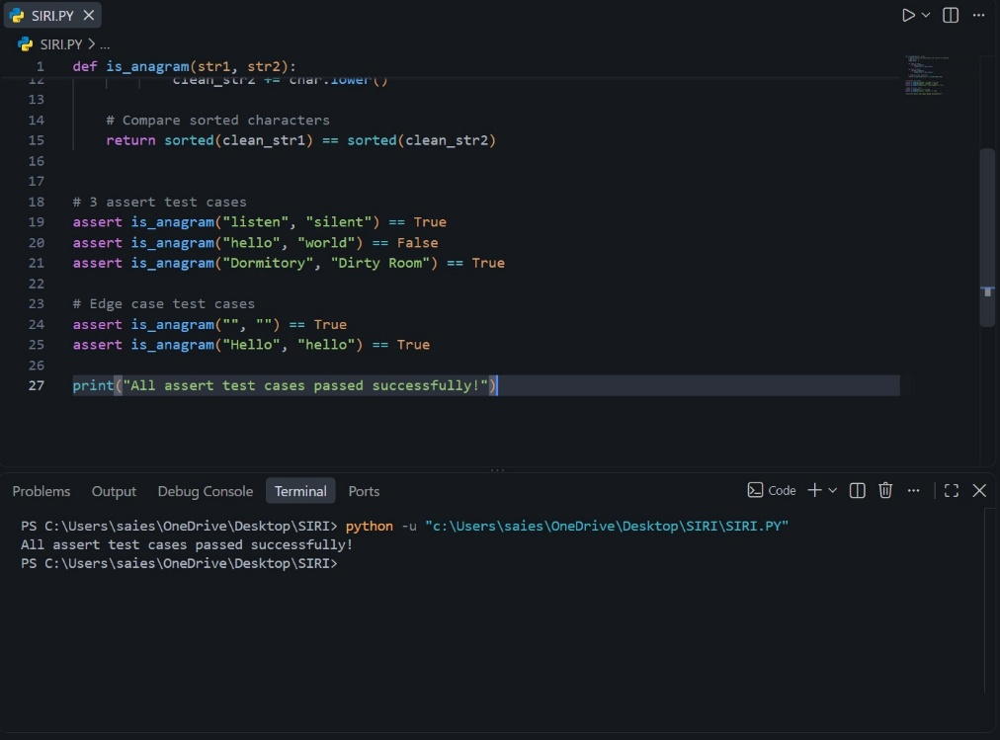 SIRI.PY
SIRI.PY > ...
1 def is_anagram(str1, str2):
12 clean_str2 += char.lower()
13
14 # Compare sorted characters
15 return sorted(clean_str1) == sorted(clean_str2)
16
17
18 # 3 assert test cases
19 assert is_anagram("listen", "silent") == True
20 assert is_anagram("hello", "world") == False
21 assert is_anagram("Dormitory", "Dirty Room") == True
22
23 # Edge case test cases
24 assert is_anagram("", "") == True
25 assert is_anagram("Hello", "hello") == True
26
27 print("All assert test cases passed successfully!")
Problems Output Debug Console Terminal Ports Code
PS C:\Users\saies\OneDrive\Desktop\SIRI> python -u "c:\Users\saies\OneDrive\Desktop\SIRI\SIRI.PY"
All assert test cases passed successfully!
PS C:\Users\saies\OneDrive\Desktop\SIRI>